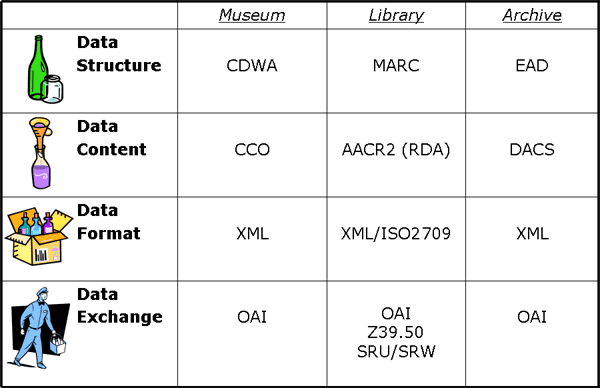 Museum Library Archive
Data
Structure CDWA MARC EAD
Data
Content CCO AACR2 (RDA) DACS
Data
Format XML XML/ISO2709 XML
Data
Exchange OAI OAI OAI
Z39.50
SRU/SRW